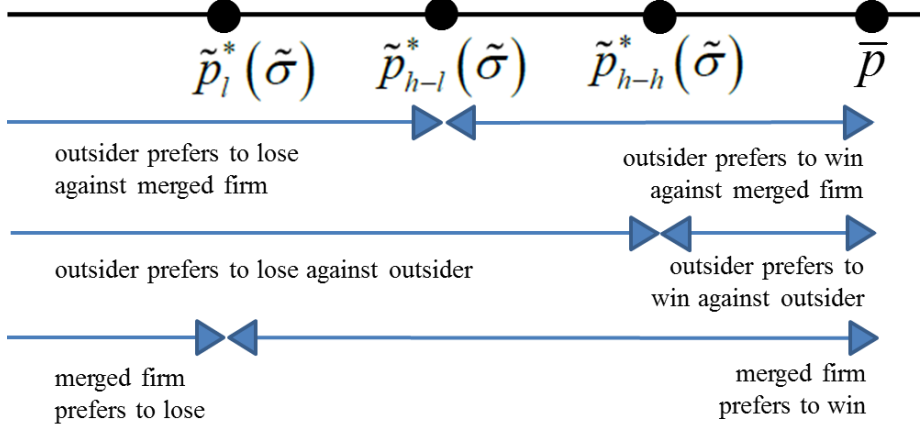 p̃*ₗ(σ̃) p̃*ₕ₋ₗ(σ̃) p̃*ₕ₋ₕ(σ̃) p̅
outsider prefers to lose
against merged firm
outsider prefers to win
against merged firm
outsider prefers to lose against outsider
outsider prefers to
win against outsider
merged firm
prefers to lose
merged firm
prefers to win